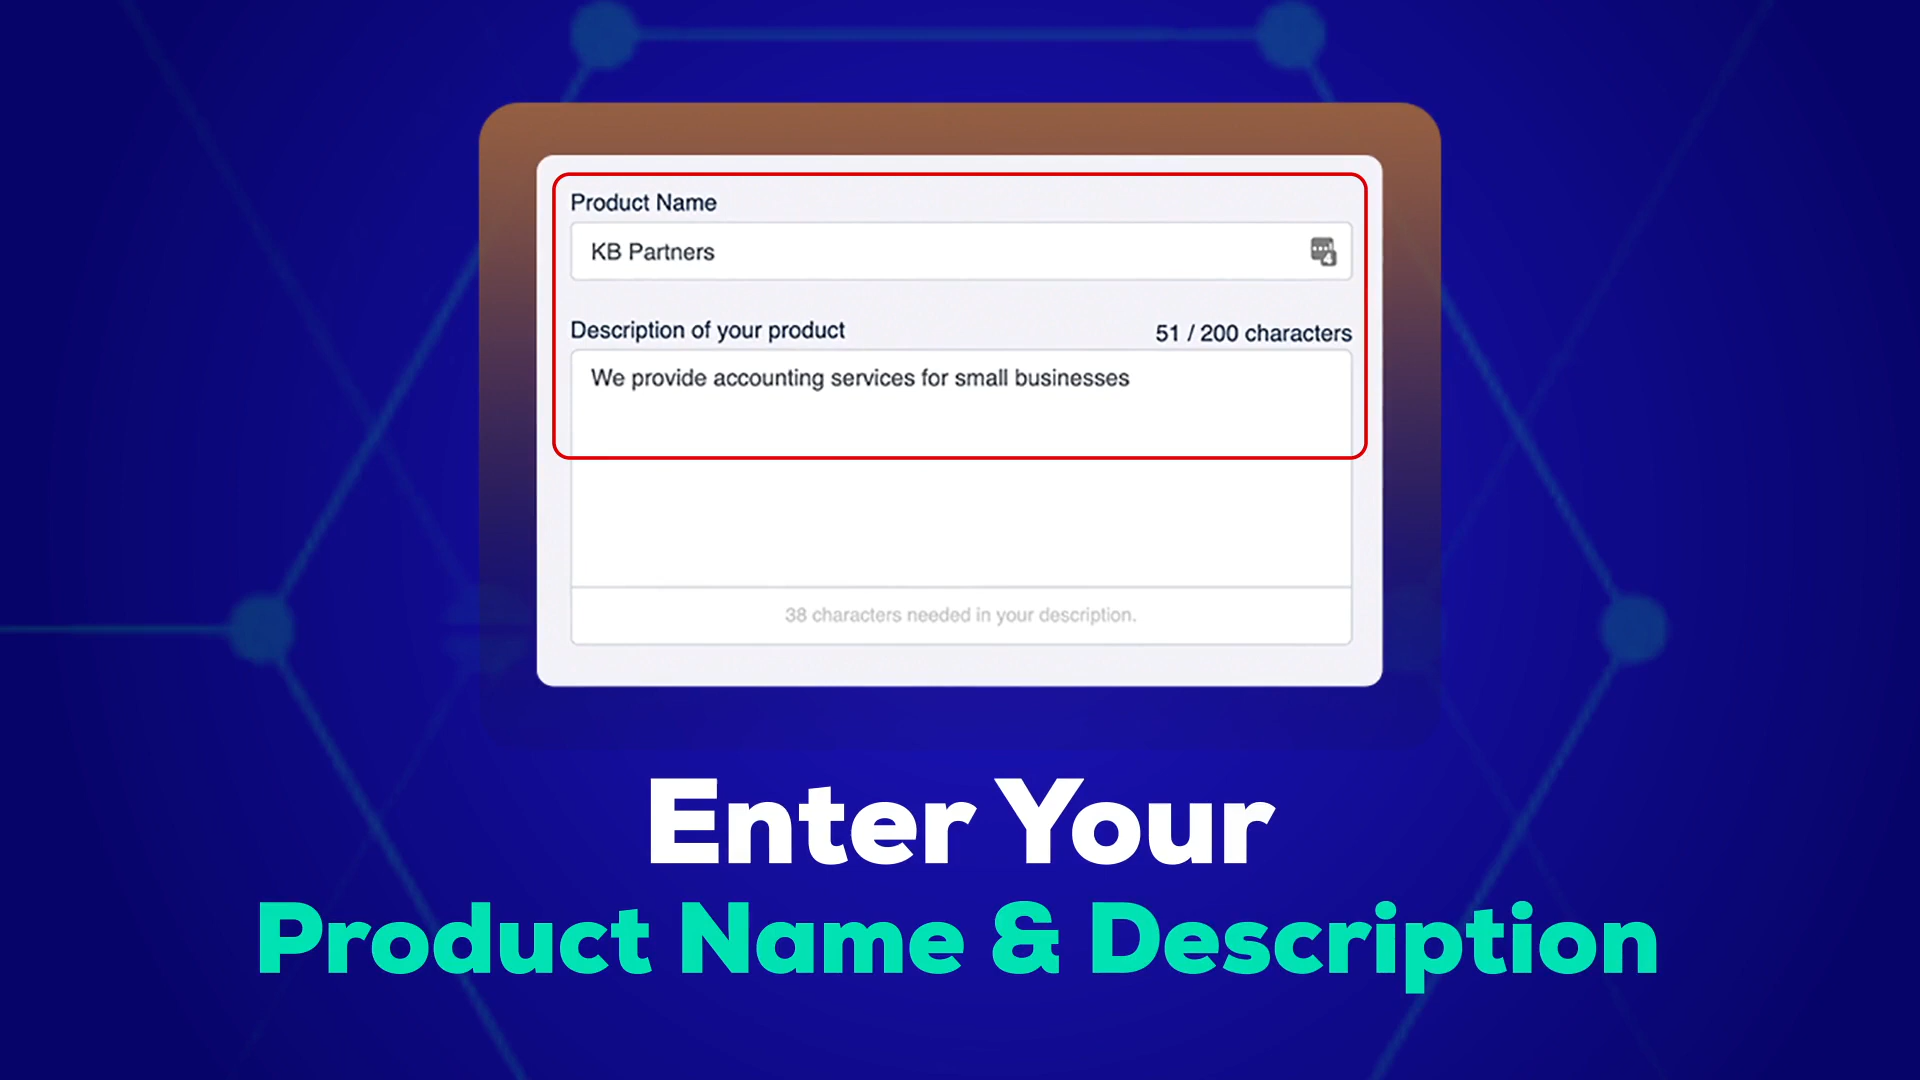 Product Name
KB Partners
Description of your product
51 / 200 characters
We provide accounting services for small businesses
38 characters needed in your description.
Enter Your
Product Name & Description